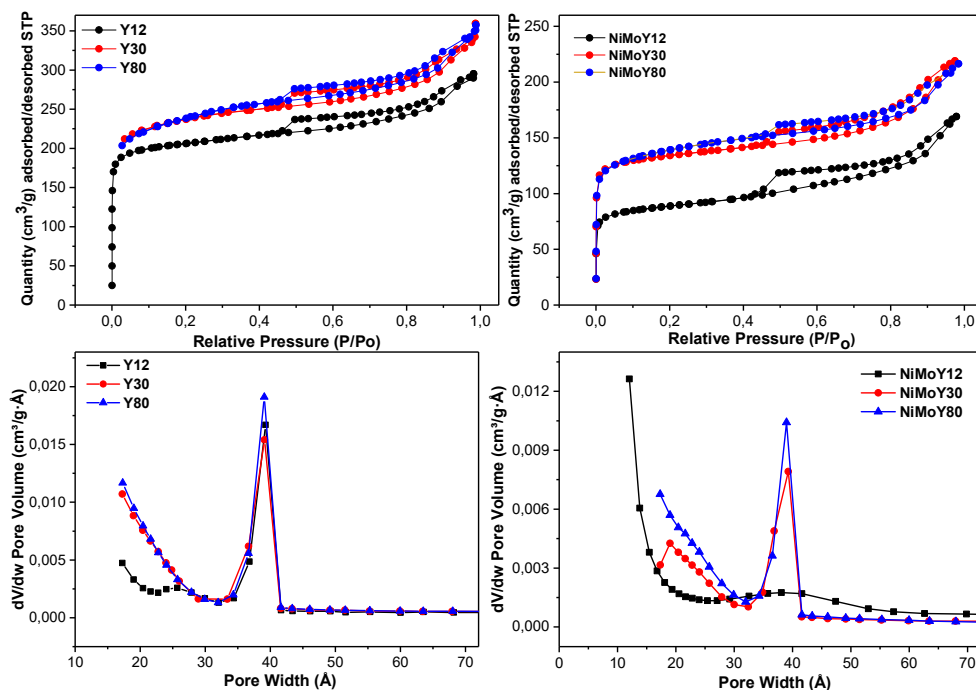 Quantity (cm³/g) adsorbed/desorbed STP
350
300
250
200
150
100
50
0
Y12
Y30
Y80
0,0
0,2
0,4
0,6
0,8
1,0
Relative Pressure (P/Po)
Quantity (cm³/g) adsorbed/desorbed STP
250
200
150
100
50
0
NiMoY12
NiMoY30
NiMoY80
0,0
0,2
0,4
0,6
0,8
1,0
Relative Pressure (P/Po)
dV/dw Pore Volume (cm³/g·Å)
0,020
0,015
0,010
0,005
0,000
Y12
Y30
Y80
10
20
30
40
50
60
70
Pore Width (Å)
dV/dw Pore Volume (cm³/g·Å)
0,012
0,009
0,006
0,003
0,000
NiMoY12
NiMoY30
NiMoY80
0
10
20
30
40
50
60
70
Pore Width (Å)